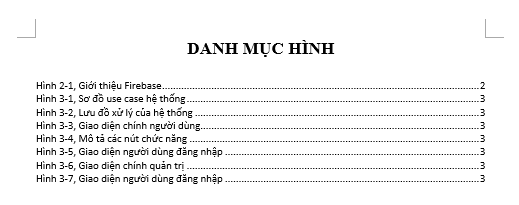 DANH MỤC HÌNH
Hình 2-1, Giới thiệu Firebase........2
Hình 3-1, Sơ đồ use case hệ thống........3
Hình 3-2, Lưu đồ xử lý của hệ thống........3
Hình 3-3, Giao diện chính người dùng........3
Hình 3-4, Mô tả các nút chức năng........3
Hình 3-5, Giao diện người dùng đăng nhập........3
Hình 3-6, Giao diện chính quản trị........3
Hình 3-7, Giao diện người dùng đăng nhập........3